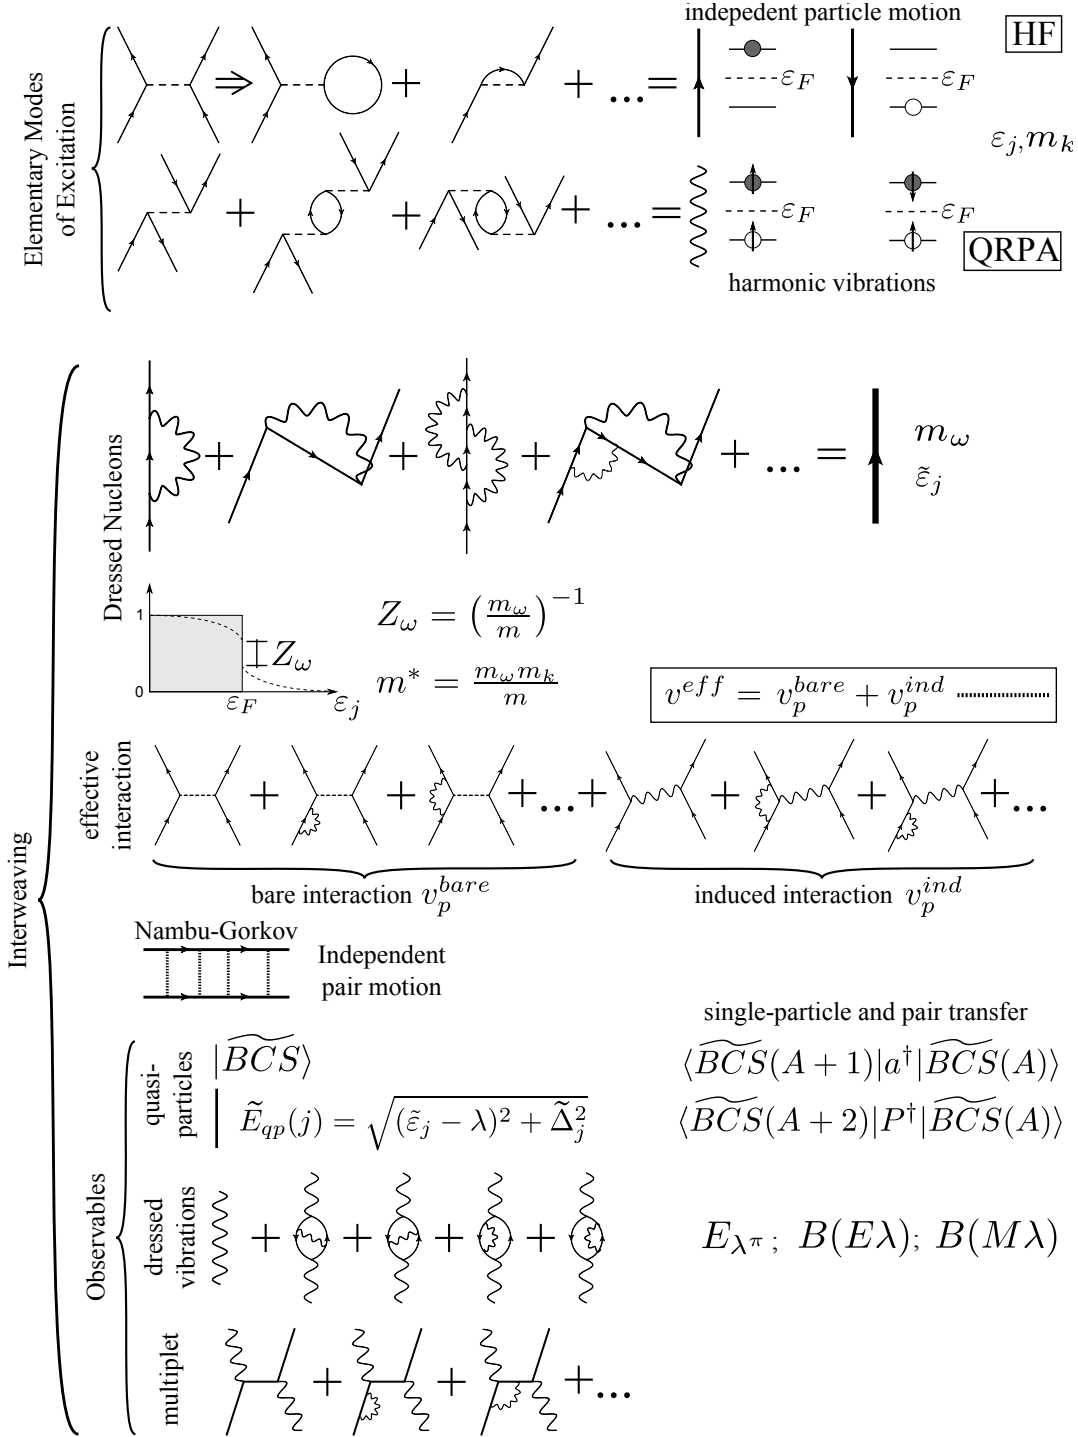 indepedent particle motion
HF
Elementary Modes
of Excitation
⇒ + + ... =
ε_F
ε_F
ε_j, m_k
+ + + ... =
ε_F
ε_F
QRPA
harmonic vibrations
Interweaving
Dressed Nucleons
+ + + + ... =
m_ω
ε̃_j
1
0
Z_ω
ε_F
ε_j
Z_ω = (m_ω/m)^{-1}
m* = m_ω m_k/m
v^{eff} = v_p^{bare} + v_p^{ind}
effective
interaction
+ + + ... + + + + ...
bare interaction v_p^{bare}
induced interaction v_p^{ind}
Nambu-Gorkov
Independent
pair motion
Observables
quasi-
particles
|\widetilde{BCS}⟩
Ẽ_{qp}(j) = √((ε̃_j − λ)² + Δ̃_j²)
single-particle and pair transfer
⟨\widetilde{BCS}(A + 1)|a†|\widetilde{BCS}(A)⟩
⟨\widetilde{BCS}(A + 2)|P†|\widetilde{BCS}(A)⟩
dressed
vibrations
+ + + +
E_{λ^π}; B(Eλ); B(Mλ)
multiplet
+ + + ...